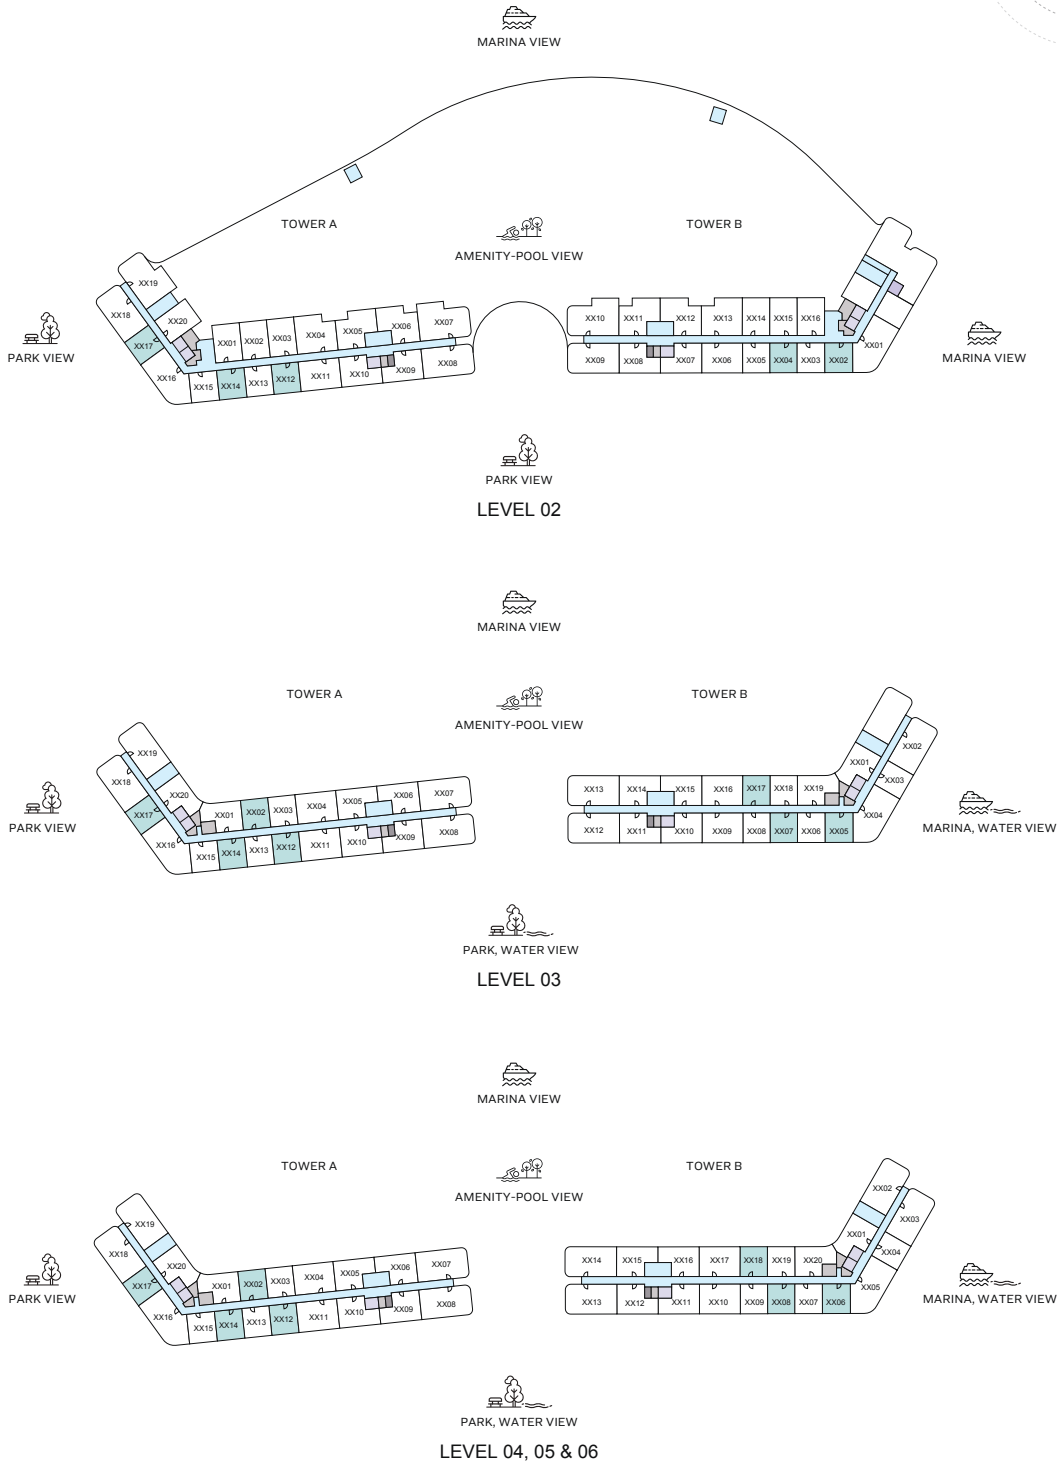 MARINA VIEW
TOWER A
TOWER B
AMENITY-POOL VIEW
XX19
XX18
XX20
XX17
XX16
XX01 XX02 XX03 XX04 XX05 XX06 XX07
XX15 XX14 XX13 XX12 XX11 XX10 XX09 XX08
XX10 XX11 XX12 XX13 XX14 XX15 XX16
XX09 XX08 XX07 XX06 XX05 XX04 XX03 XX02
XX01
PARK VIEW
MARINA VIEW
PARK VIEW
LEVEL 02
MARINA VIEW
TOWER A
TOWER B
AMENITY-POOL VIEW
XX19
XX18
XX20
XX17
XX16
XX01 XX02 XX03 XX04 XX05 XX06 XX07
XX15 XX14 XX13 XX12 XX11 XX10 XX09 XX08
XX02
XX01
XX03
XX04
XX13 XX14 XX15 XX16 XX17 XX18 XX19
XX12 XX11 XX10 XX09 XX08 XX07 XX06 XX05
PARK VIEW
MARINA, WATER VIEW
PARK, WATER VIEW
LEVEL 03
MARINA VIEW
TOWER A
TOWER B
AMENITY-POOL VIEW
XX19
XX18
XX20
XX17
XX16
XX01 XX02 XX03 XX04 XX05 XX06 XX07
XX15 XX14 XX13 XX12 XX11 XX10 XX09 XX08
XX02
XX03
XX01
XX04
XX05
XX14 XX15 XX16 XX17 XX18 XX19 XX20
XX13 XX12 XX11 XX10 XX09 XX08 XX07 XX06
PARK VIEW
MARINA, WATER VIEW
PARK, WATER VIEW
LEVEL 04, 05 & 06